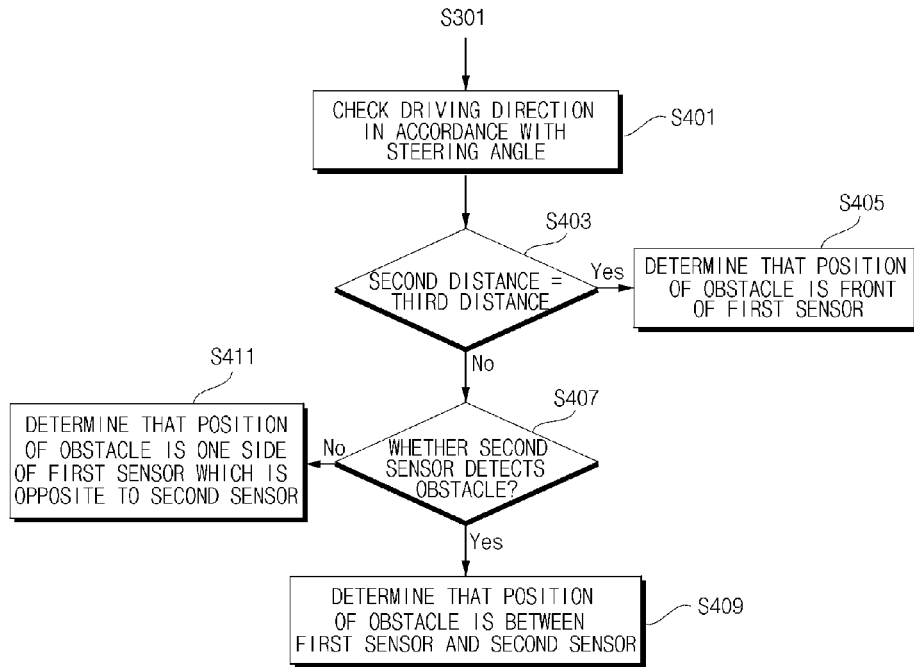 S301
CHECK DRIVING DIRECTION
IN ACCORDANCE WITH
STEERING ANGLE
S401
S403
SECOND DISTANCE =
THIRD DISTANCE
Yes
S405
DETERMINE THAT POSITION
OF OBSTACLE IS FRONT
OF FIRST SENSOR
No
S407
WHETHER SECOND
SENSOR DETECTS
OBSTACLE?
No
S411
DETERMINE THAT POSITION
OF OBSTACLE IS ONE SIDE
OF FIRST SENSOR WHICH IS
OPPOSITE TO SECOND SENSOR
Yes
DETERMINE THAT POSITION
OF OBSTACLE IS BETWEEN
FIRST SENSOR AND SECOND SENSOR
S409